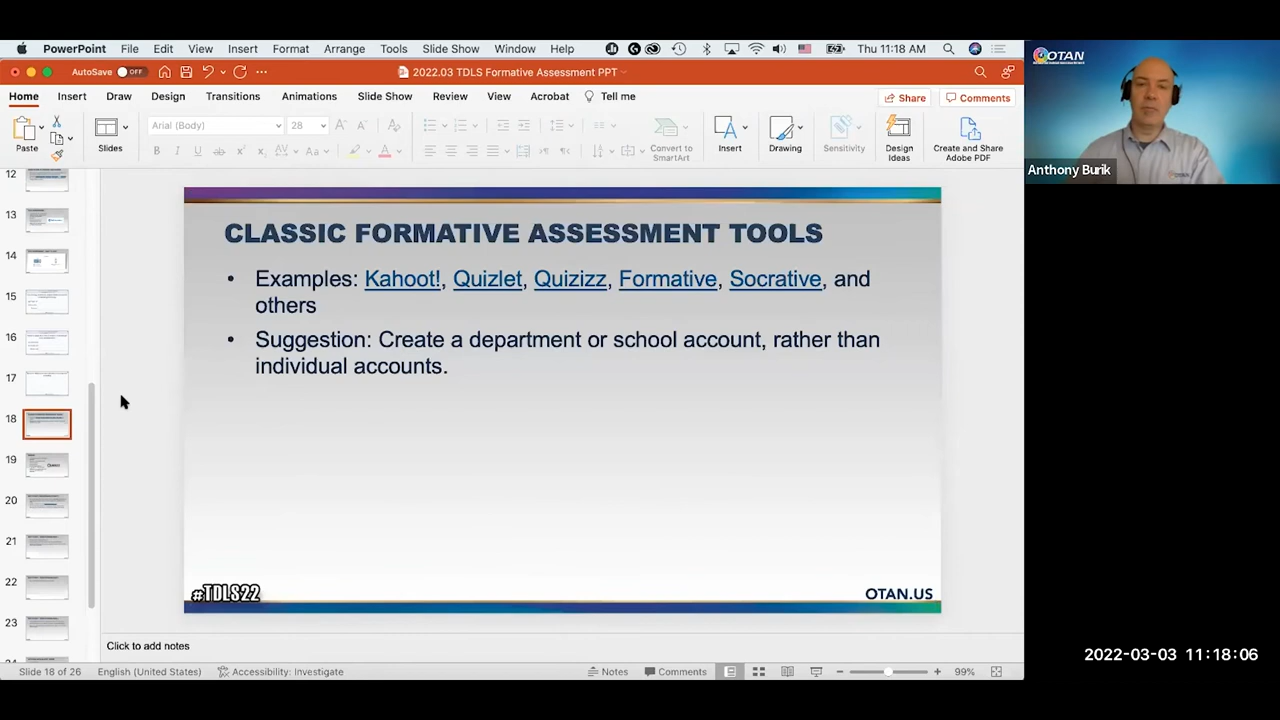 PowerPoint File Edit View Insert Format Arrange Tools Slide Show Window Help Thu 11:18 AM
AutoSave OFF 2022.03 TDLS Formative Assessment PPT
Home Insert Draw Design Transitions Animations Slide Show Review View Acrobat Tell me Share Comments
Arial (Body) 28
Paste Slides Convert to SmartArt Insert Drawing Sensitivity Design Ideas Create and Share Adobe PDF
12
13
14
15
16
17
18
19
20
21
22
23
CLASSIC FORMATIVE ASSESSMENT TOOLS
• Examples: Kahoot!, Quizlet, Quizizz, Formative, Socrative, and
others
• Suggestion: Create a department or school account, rather than
individual accounts.
#TDLS22
OTAN.US
Click to add notes
Slide 18 of 26 English (United States) Accessibility: Investigate Notes Comments 99%
OTAN
Anthony Burik
2022-03-03 11:18:06